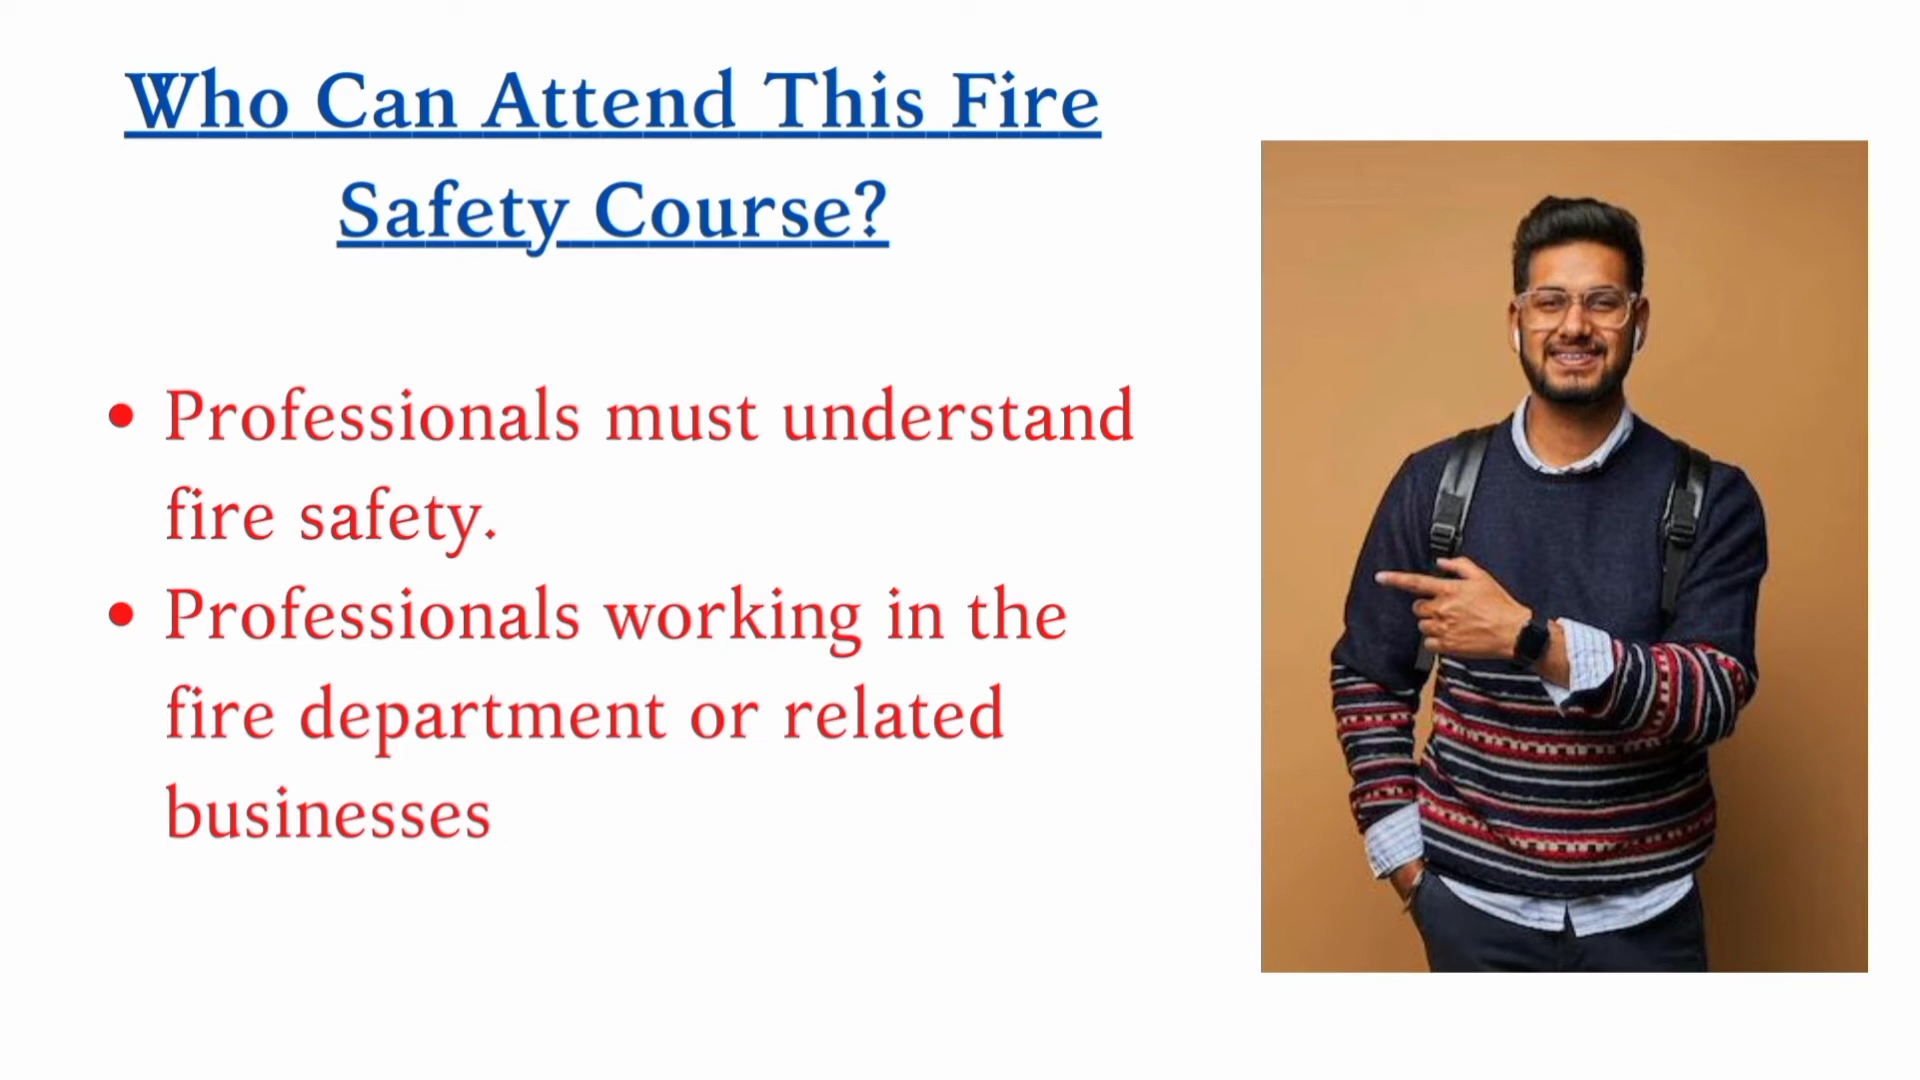 Who Can Attend This Fire
Safety Course?
• Professionals must understand
fire safety.
• Professionals working in the
fire department or related
businesses